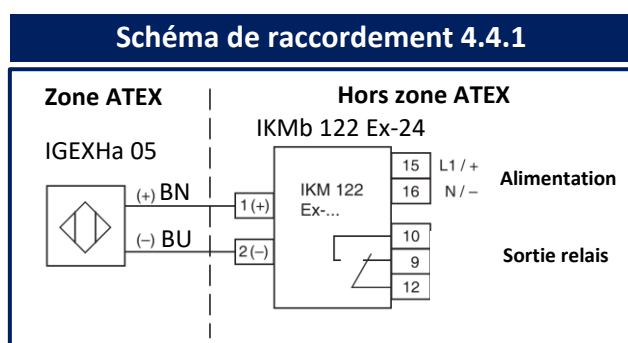 Schéma de raccordement 4.4.1
Zone ATEX
Hors zone ATEX
IKMb 122 Ex-24
IGEXHa 05
(+) BN
(–) BU
1 (+)
2 (–)
IKM 122
Ex-...
15 L1 / +
16 N / –
Alimentation
10
9
12
Sortie relais